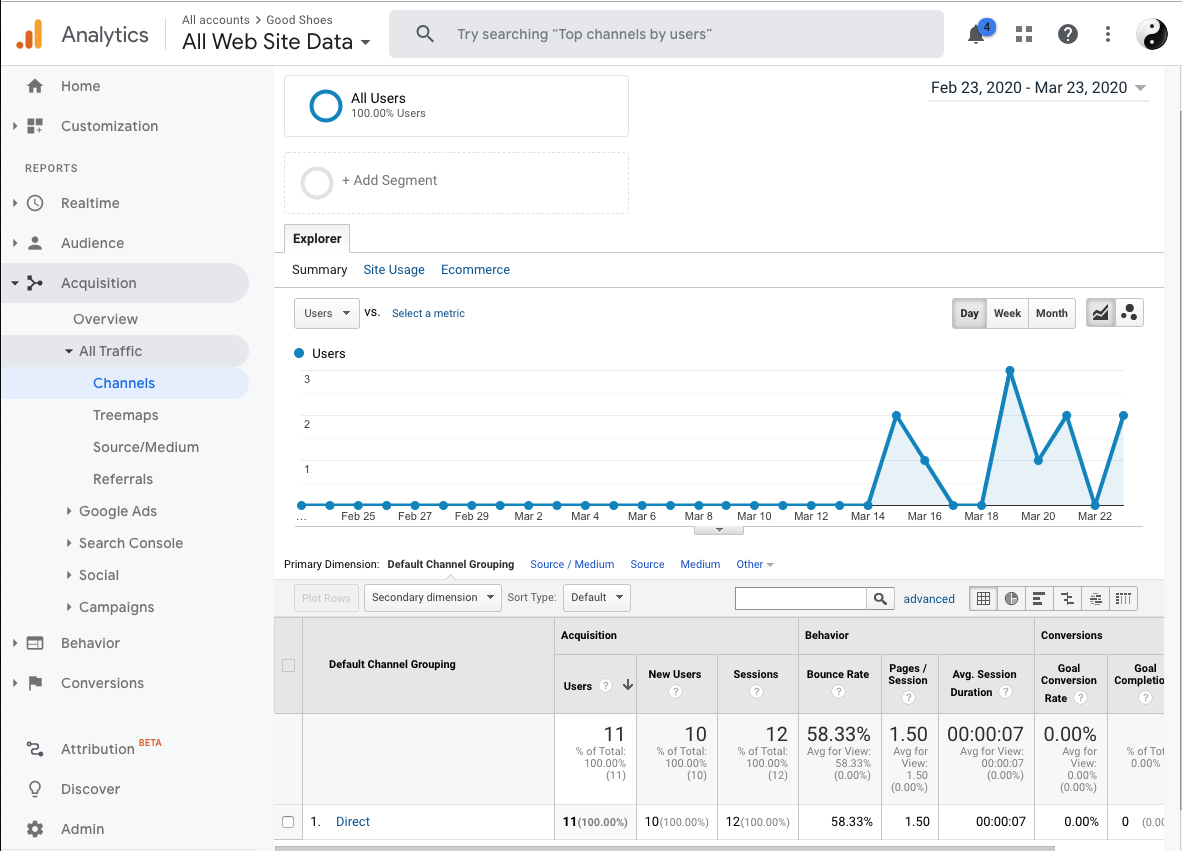 Analytics
All accounts > Good Shoes
All Web Site Data
Try searching “Top channels by users”
4
Home
Customization
REPORTS
Realtime
Audience
Acquisition
Overview
All Traffic
Channels
Treemaps
Source/Medium
Referrals
Google Ads
Search Console
Social
Campaigns
Behavior
Conversions
Attribution BETA
Discover
Admin
All Users
100.00% Users
Feb 23, 2020 - Mar 23, 2020
+ Add Segment
Explorer
Summary Site Usage Ecommerce
Users VS. Select a metric
Day Week Month
Users
3
2
1
... Feb 25 Feb 27 Feb 29 Mar 2 Mar 4 Mar 6 Mar 8 Mar 10 Mar 12 Mar 14 Mar 16 Mar 18 Mar 20 Mar 22
Primary Dimension: Default Channel Grouping Source / Medium Source Medium Other
Plot Rows Secondary dimension Sort Type: Default advanced
Default Channel Grouping
Acquisition Behavior Conversions
Users ?
New Users ?
Sessions ?
Bounce Rate ?
Pages /
Session
?
Avg. Session
Duration ?
Goal
Conversion
Rate ?
Goal
Completio
?
11
% of Total:
100.00%
(11)
10
% of Total:
100.00%
(10)
12
% of Total:
100.00%
(12)
58.33%
Avg for View:
58.33%
(0.00%)
1.50
Avg for
View:
1.50
(0.00%)
00:00:07
Avg for View:
00:00:07
(0.00%)
0.00%
Avg for
View:
0.00%
(0.00%)
% of Tot
0.00%
1. Direct 11(100.00%) 10(100.00%) 12(100.00%) 58.33% 1.50 00:00:07 0.00% 0 (0.00